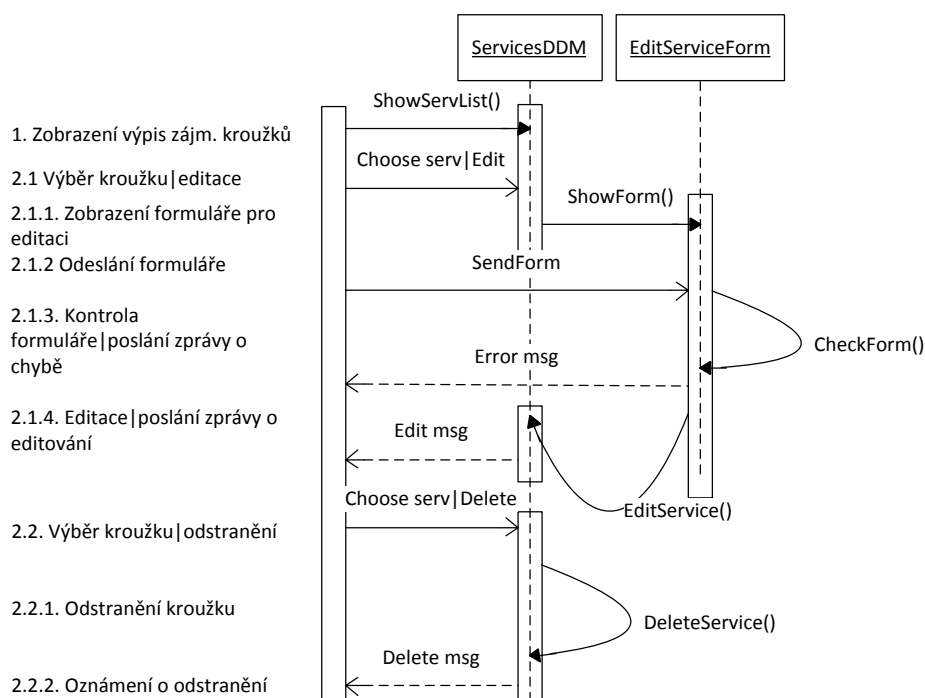 ServicesDDM
EditServiceForm
ShowServList()
1. Zobrazení výpis zájm. kroužků
Choose serv|Edit
2.1 Výběr kroužku|editace
ShowForm()
2.1.1. Zobrazení formuláře pro
editaci
SendForm
2.1.2 Odeslání formuláře
2.1.3. Kontrola
formuláře|poslání zprávy o
chybě
CheckForm()
Error msg
2.1.4. Editace|poslání zprávy o
editování
Edit msg
Choose serv|Delete
EditService()
2.2. Výběr kroužku|odstranění
2.2.1. Odstranění kroužku
DeleteService()
Delete msg
2.2.2. Oznámení o odstranění